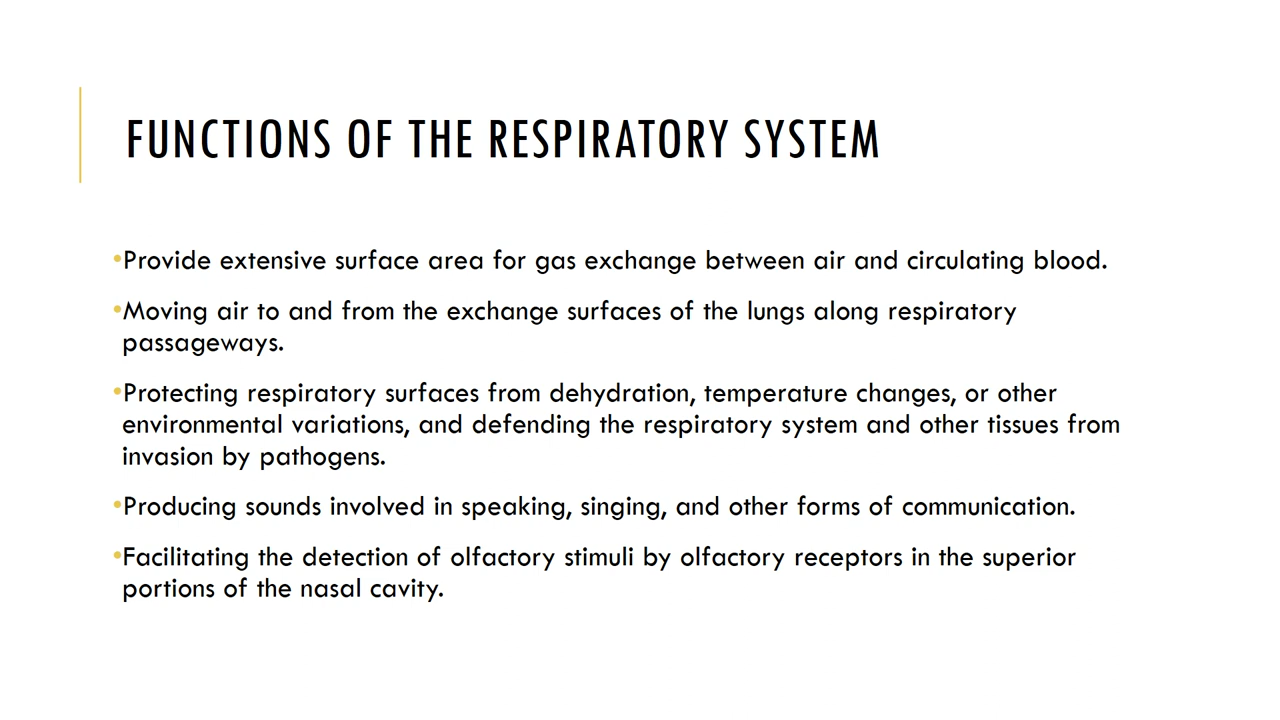 FUNCTIONS OF THE RESPIRATORY SYSTEM
•Provide extensive surface area for gas exchange between air and circulating blood.
•Moving air to and from the exchange surfaces of the lungs along respiratory
passageways.
•Protecting respiratory surfaces from dehydration, temperature changes, or other
environmental variations, and defending the respiratory system and other tissues from
invasion by pathogens.
•Producing sounds involved in speaking, singing, and other forms of communication.
•Facilitating the detection of olfactory stimuli by olfactory receptors in the superior
portions of the nasal cavity.